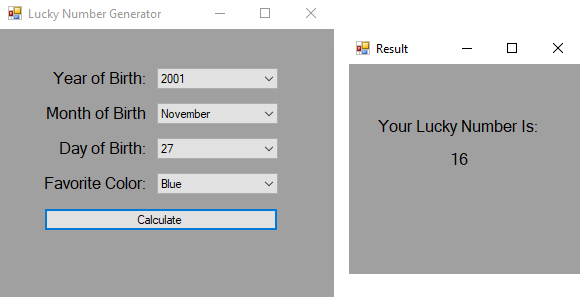 Lucky Number Generator
Year of Birth: 2001
Month of Birth November
Day of Birth: 27
Favorite Color: Blue
Calculate
Result
Your Lucky Number Is:
16